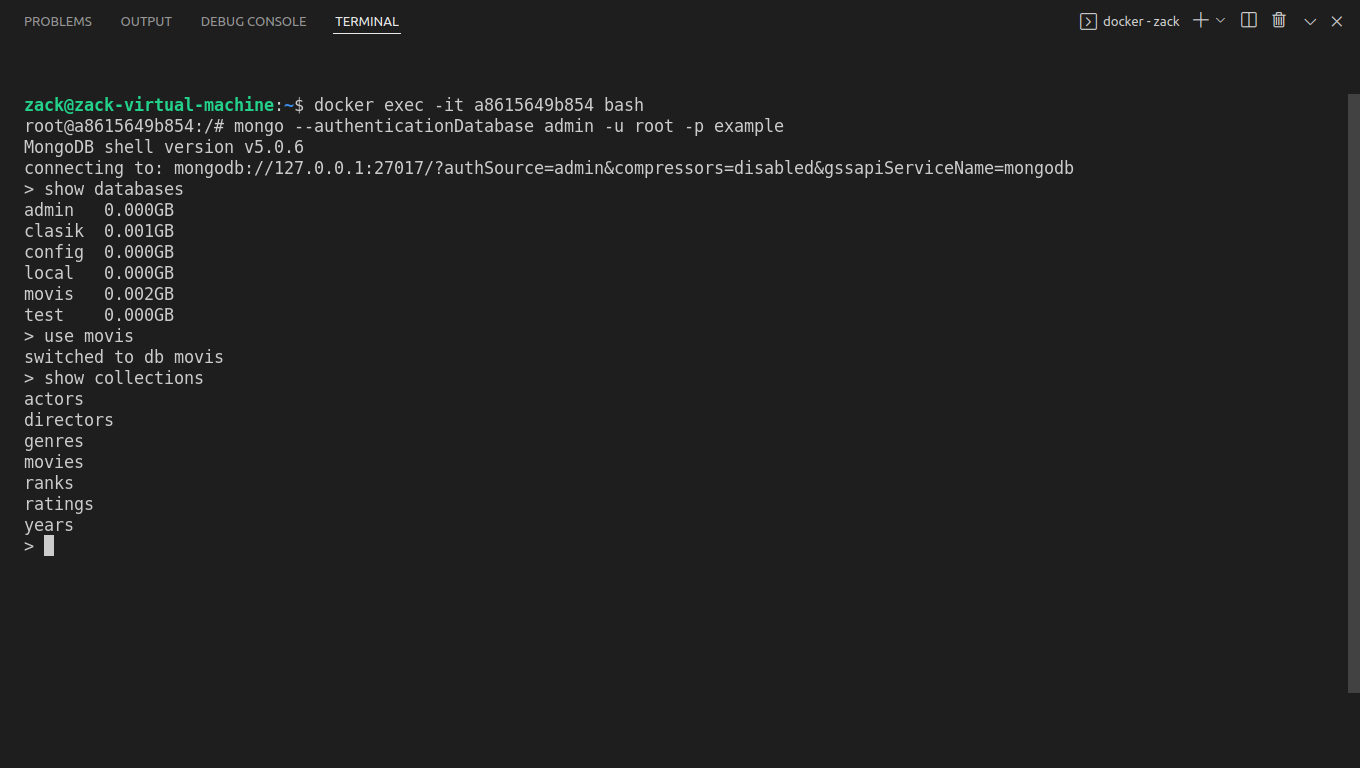 PROBLEMS OUTPUT DEBUG CONSOLE TERMINAL docker - zack
zack@zack-virtual-machine:~$ docker exec -it a8615649b854 bash
root@a8615649b854:/# mongo --authenticationDatabase admin -u root -p example
MongoDB shell version v5.0.6
connecting to: mongodb://127.0.0.1:27017/?authSource=admin&compressors=disabled&gssapiServiceName=mongodb
> show databases
admin   0.000GB
clasik  0.001GB
config  0.000GB
local   0.000GB
movis   0.002GB
test    0.000GB
> use movis
switched to db movis
> show collections
actors
directors
genres
movies
ranks
ratings
years
>